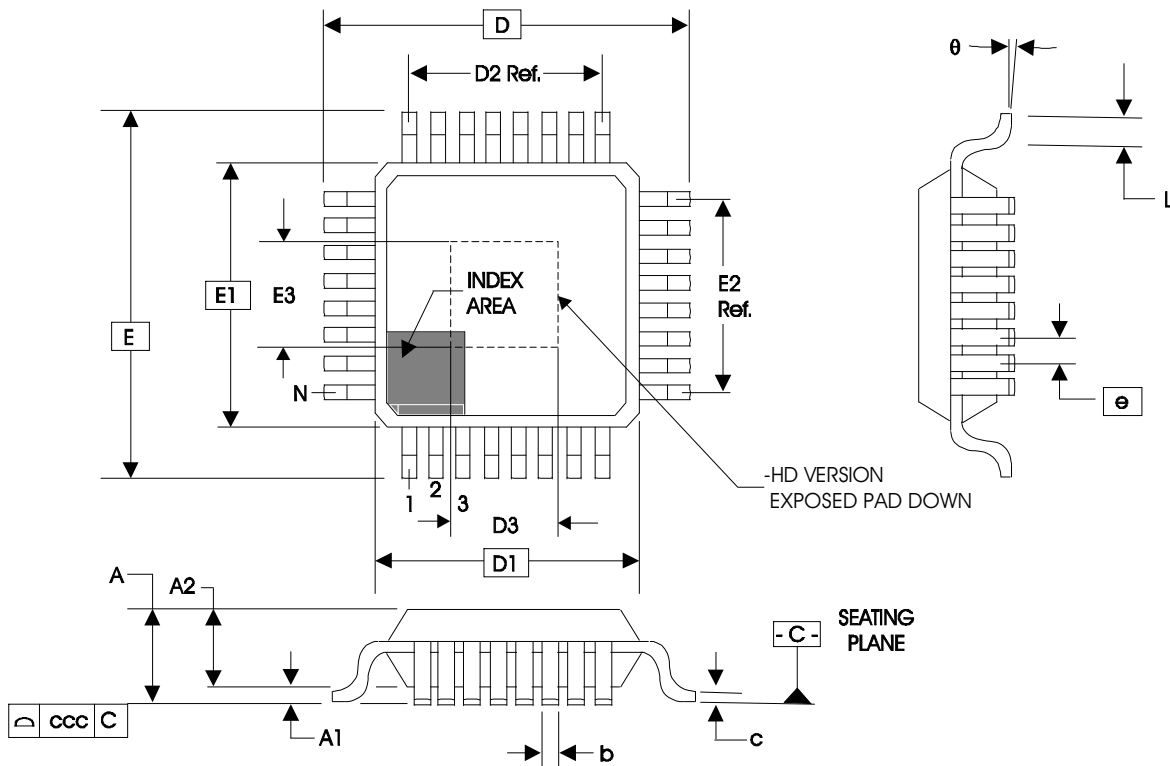 D
D2 Ref.
θ
L
E
E1
E3
INDEX
AREA
E2
Ref.
e
N
1
2
3
D3
-HD VERSION
EXPOSED PAD DOWN
D1
A
A2
SEATING
PLANE
- C -
⌓ ccc C
A1
b
c